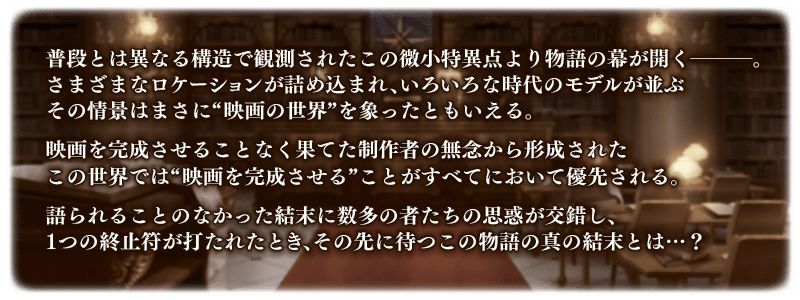 普段とは異なる構造で観測されたこの微小特異点より物語の幕が開く───。
さまざまなロケーションが詰め込まれ、いろいろな時代のモデルが並ぶ
その情景はまさに“映画の世界”を象ったともいえる。
映画を完成させることなく果てた制作者の無念から形成された
この世界では“映画を完成させる”ことがすべてにおいて優先される。
語られることのなかった結末に数多の者たちの思惑が交錯し、
1つの終止符が打たれたとき、その先に待つこの物語の真の結末とは…？